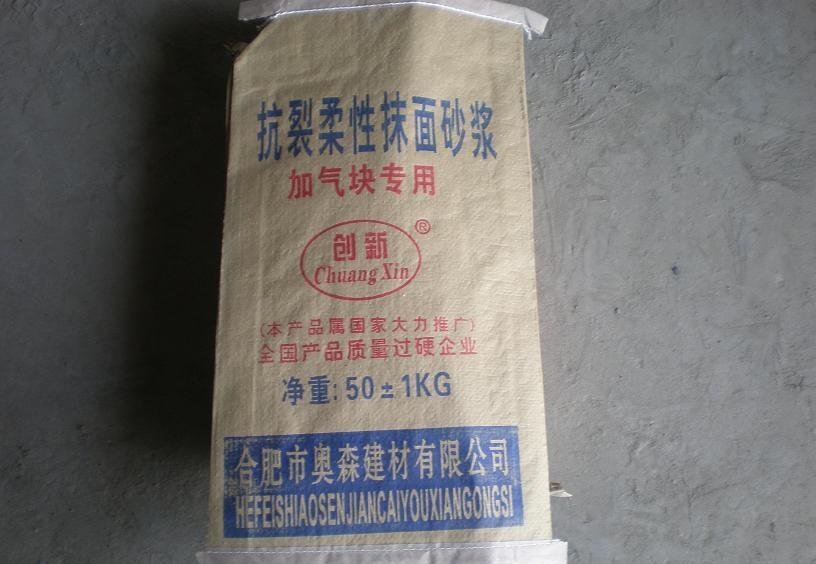 抗裂柔性抹面砂浆
加气块专用
®
创新
Chuang Xin
(本产品属国家大力推广)
全国产品质量过硬企业
净重:50±1KG
合肥市奥森建材有限公司
HEFEISHIAOSENJIANCAIYOUXIANGONGSI